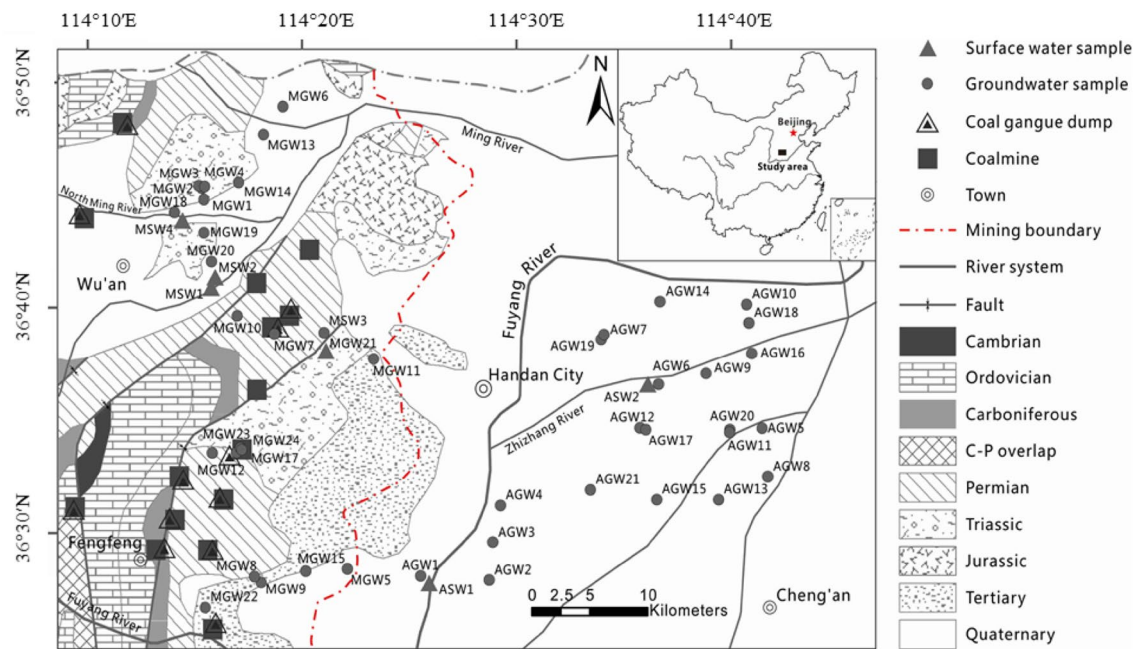 114°10′E 114°20′E 114°30′E 114°40′E
36°50′N
36°40′N
36°30′N
N
Beijing
Study area
MGW6
MGW13
Ming River
MGW3 MGW4
MGW2
MGW14
MGW1
North Ming River
MGW18
MSW4
MGW19
MGW20
MSW2
Wu'an
MSW1
MGW10
MGW7
MSW3
MGW21
MGW11
Fuyang River
Handan City
AGW14
AGW10
AGW18
AGW7
AGW19
AGW16
AGW6
AGW9
ASW2
Zhizhang River
AGW12
AGW17
AGW20
AGW5
AGW11
AGW8
MGW23
MGW24
MGW17
MGW12
AGW21
AGW15
AGW13
AGW4
AGW3
Fengfeng
MGW8
MGW15
MGW9
MGW5
AGW1
AGW2
ASW1
MGW22
Fuyang River
Cheng'an
0 2.5 5 10
Kilometers
Surface water sample
Groundwater sample
Coal gangue dump
Coalmine
Town
Mining boundary
River system
Fault
Cambrian
Ordovician
Carboniferous
C-P overlap
Permian
Triassic
Jurassic
Tertiary
Quaternary